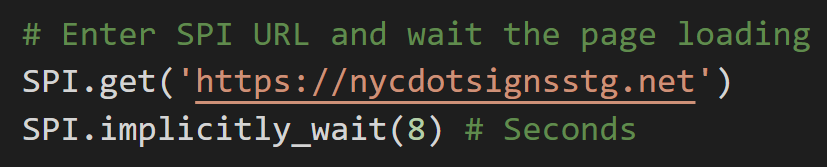 # Enter SPI URL and wait the page loading
SPI.get('https://nycdotsignsstg.net')
SPI.implicitly_wait(8) # Seconds